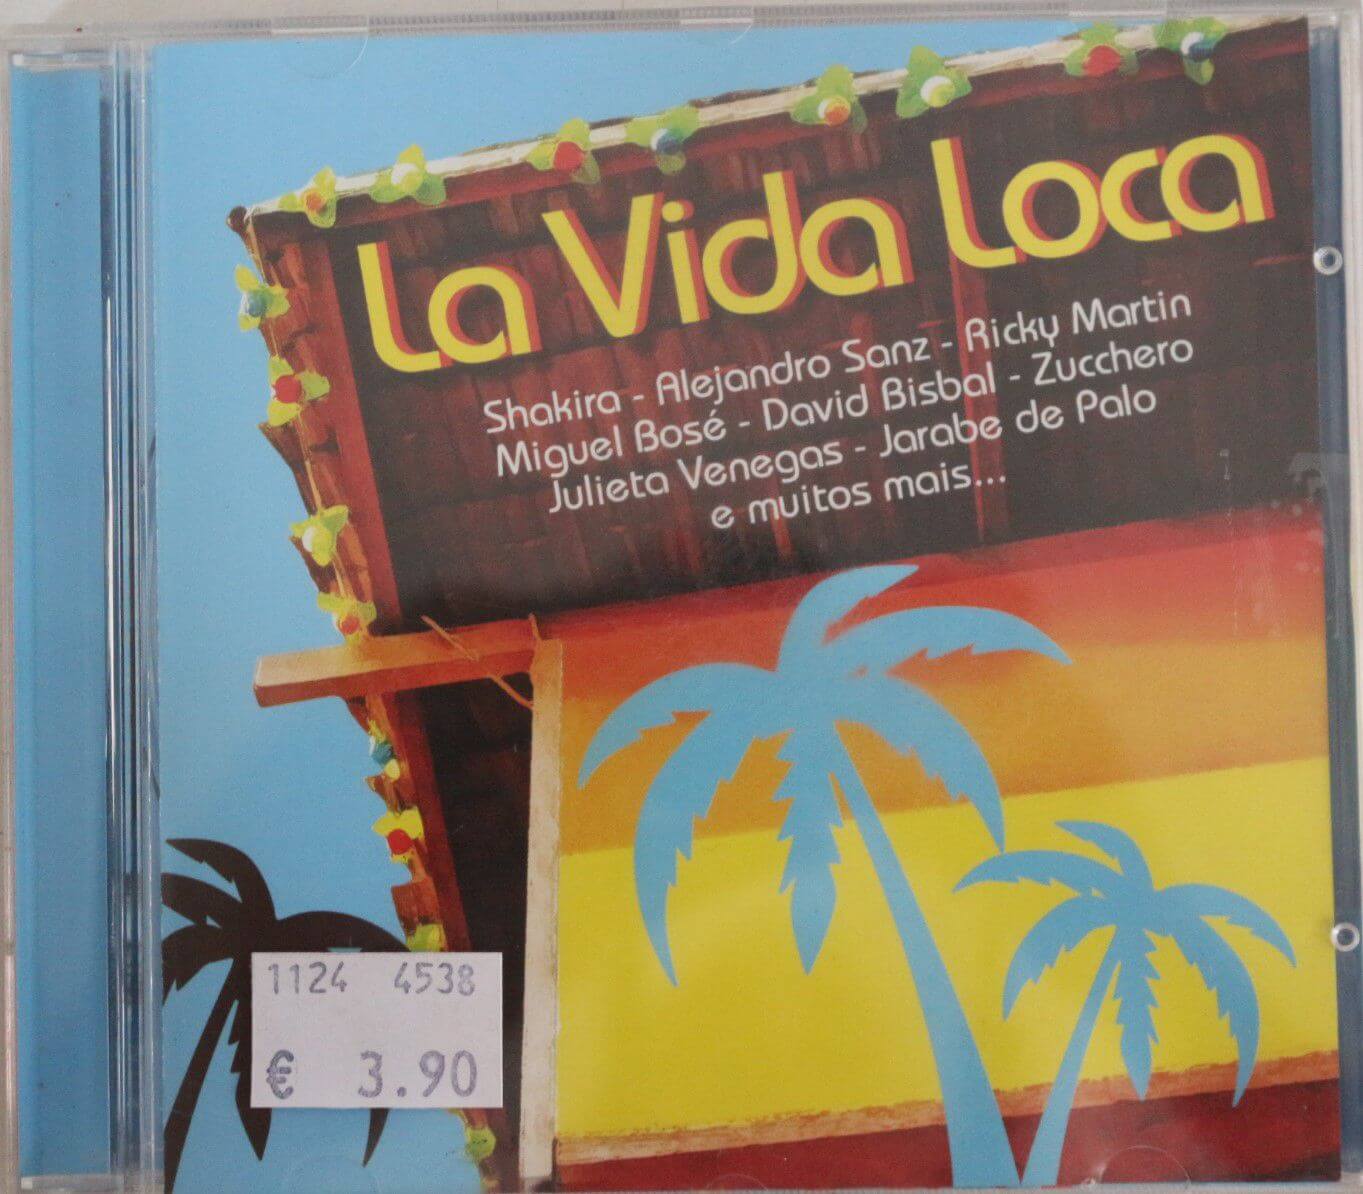 La Vida Loca
Shakira - Alejandro Sanz - Ricky Martin
Miguel Bosé - David Bisbal - Zucchero
Julieta Venegas - Jarabe de Palo
e muitos mais...
1124 4538
€ 3.90